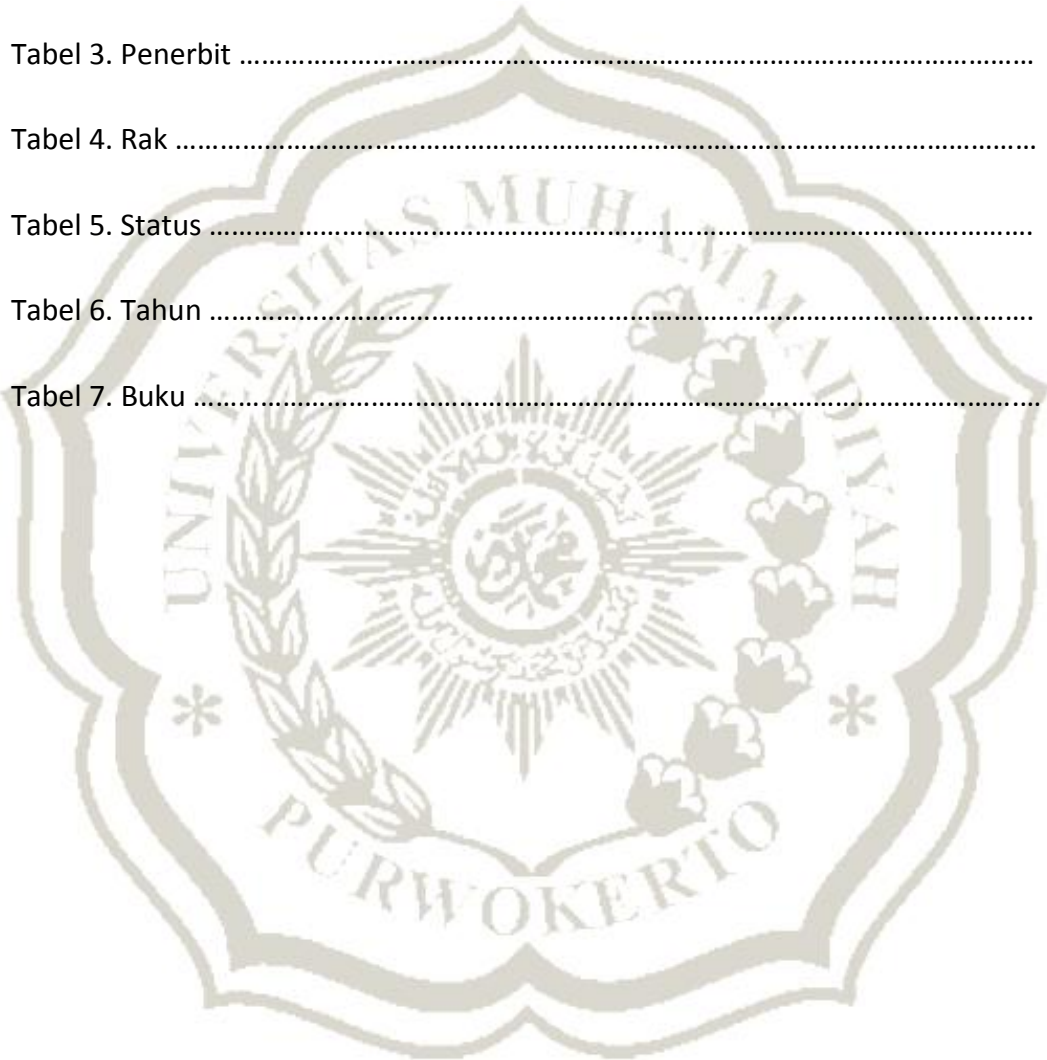 Tabel 3. Penerbit ……………………………………………………………………………………………
Tabel 4. Rak ……………………………………………………………………………………………………
Tabel 5. Status ………………………………………………………………………………………………
Tabel 6. Tahun ………………………………………………………………………………………………
Tabel 7. Buku …………………………………………………………………………………………………
UNIVERSITAS MUHAMMADIYAH
* PURWOKERTO *